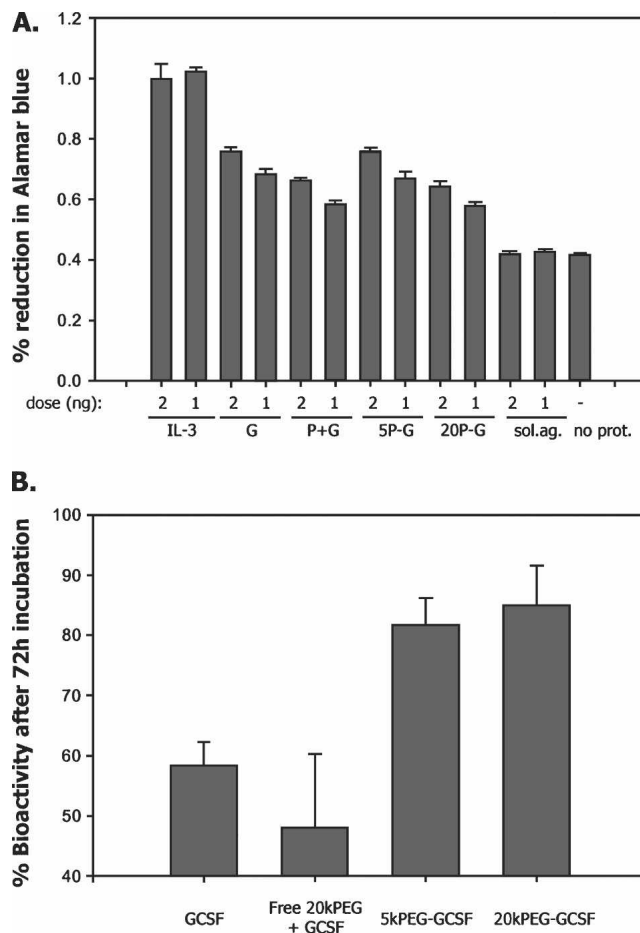 A.
% reduction in Alamar blue
1.0
0.8
0.6
0.4
0.2
0.0
dose (ng): 2 1 2 1 2 1 2 1 2 1 2 1 -
IL-3 G P+G 5P-G 20P-G sol.ag. no prot.
B.
% Bioactivity after 72h incubation
100
90
80
70
60
50
40
GCSF Free 20kPEG 5kPEG-GCSF 20kPEG-GCSF
+ GCSF